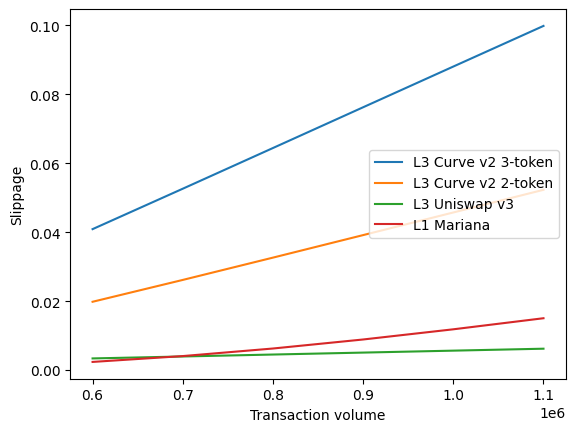 0.10
0.08
0.06
0.04
0.02
0.00
Slippage
L3 Curve v2 3-token
L3 Curve v2 2-token
L3 Uniswap v3
L1 Mariana
0.6 0.7 0.8 0.9 1.0 1.1
1e6
Transaction volume